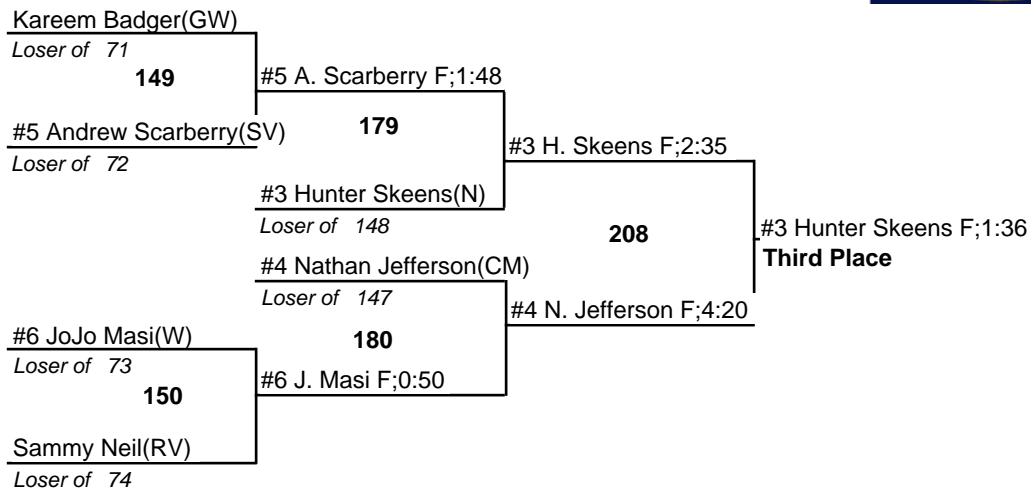 Kareem Badger(GW)
Loser of 71
149
#5 A. Scarberry F;1:48
#5 Andrew Scarberry(SV)
Loser of 72
179
#3 H. Skeens F;2:35
#3 Hunter Skeens(N)
Loser of 148
208
#3 Hunter Skeens F;1:36
Third Place
#4 Nathan Jefferson(CM)
Loser of 147
#4 N. Jefferson F;4:20
#6 JoJo Masi(W)
Loser of 73
180
150
#6 J. Masi F;0:50
Sammy Neil(RV)
Loser of 74